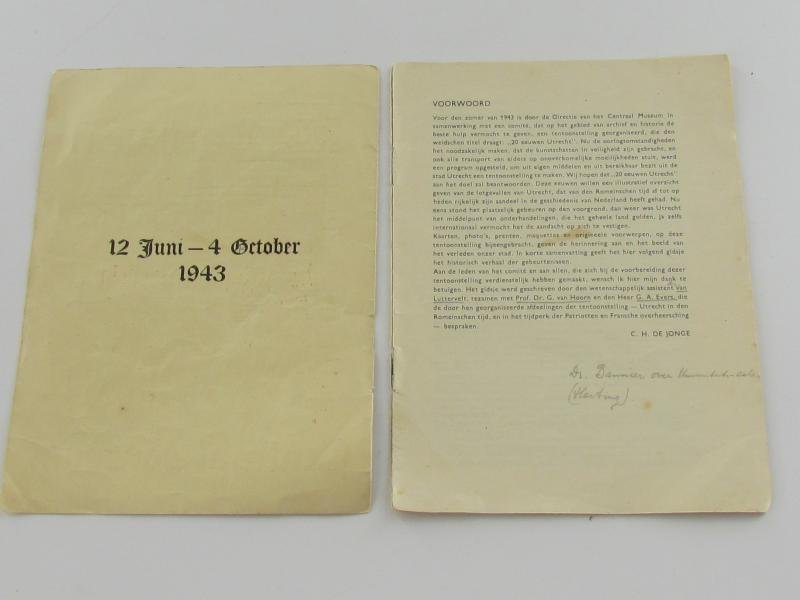 12 Juni — 4 October
1943
VOORWOORD
Voor den zomer van 1943 is door de Directie van het Centraal Museum in
samenwerking met een comité, dat op het gebied van archief en historie de
beste hulp vermocht te geven, een tentoonstelling georganiseerd, die den
weidschen titel draagt: „20 eeuwen Utrecht". Nu de oorlogsomstandigheden
het noodzakelijk maken, dat de kunstschatten in veiligheid zijn gebracht, en
ook alle transport van elders op onoverkomelijke moeilijkheden stuit, werd
een program opgesteld, om uit eigen middelen en uit bereikbaar bezit uit de
stad Utrecht een tentoonstelling te maken. Wij hopen dat „20 eeuwen Utrecht"
aan het doel zal beantwoorden. Deze eeuwen willen een illustratief overzicht
geven van de lotgevallen van Utrecht, dat van den Romeinschen tijd af tot op
heden rijkelijk zijn aandeel in de geschiedenis van Nederland heeft gehad. Nu
eens stond het plaatselijk gebeuren op den voorgrond, dan weer was Utrecht
het middelpunt van onderhandelingen, die het geheele land golden, ja zelfs
internationaal vermocht het de aandacht op zich te vestigen.
Kaarten, photo's, prenten, maquettes en origineele voorwerpen, op deze
tentoonstelling bijeengebracht, geven de herinnering aan en het beeld van
het verleden onzer stad. In korte samenvatting geeft het hier volgend gidsje
het historisch verhaal der gebeurtenissen.
Aan de leden van het comité en aan allen, die zich bij de voorbereiding dezer
tentoonstelling verdienstelijk hebben gemaakt, wensch ik hier mijn dank te
betuigen. Het gidsje werd geschreven door den wetenschappelijk assistent Van
Luttervelt, tezamen met Prof. Dr. G. van Hoorn en den Heer G. A. Evers, die
de door hen georganiseerde afdeelingen der tentoonstelling — Utrecht in den
Romeinschen tijd, en in het tijdperk der Patriotten en Fransche overheersching
— bespraken.
C. H. DE JONGE
Dr. Bannier over